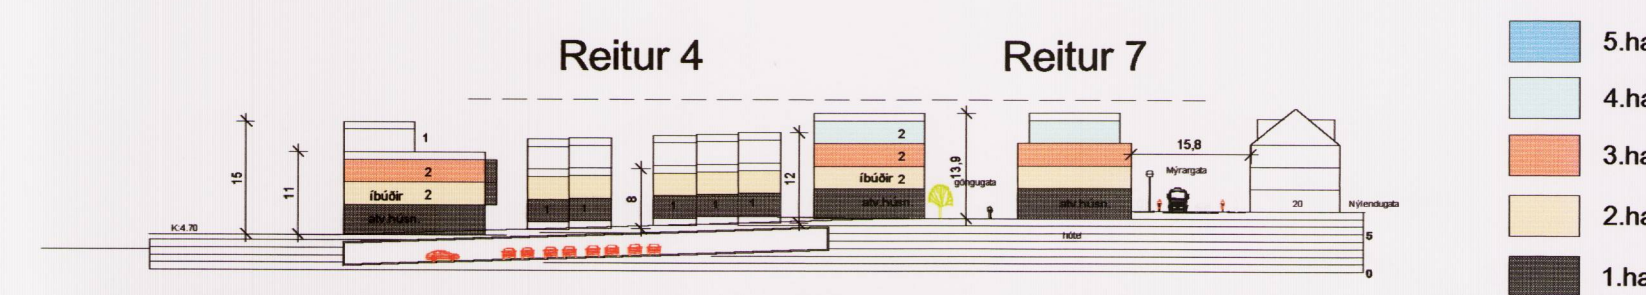 Reitur 4
Reitur 7
5.ha
4.ha
3.ha
2.ha
1.ha
15
11
1
2
íbúðir 2
atv.húsn.
K:4.70
1 1
8
1 1 1
12
2
2
íbúðir 2
atv.húsn.
13,9
göngugata
atv.húsn.
hótel
15,8
Mýrargata
20
Nýlendugata
5
0